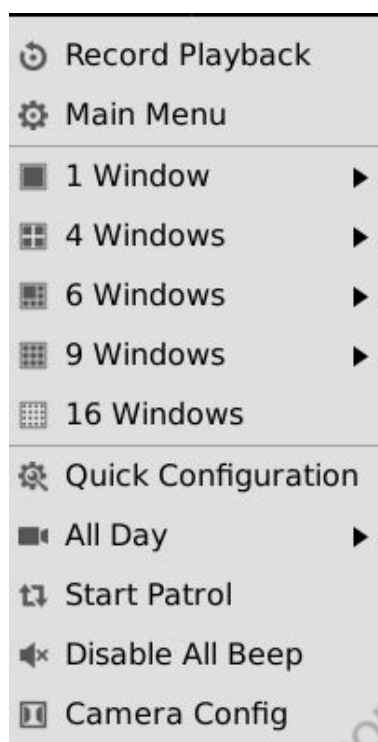 Record Playback
Main Menu
1 Window
4 Windows
6 Windows
9 Windows
16 Windows
Quick Configuration
All Day
Start Patrol
Disable All Beep
Camera Config